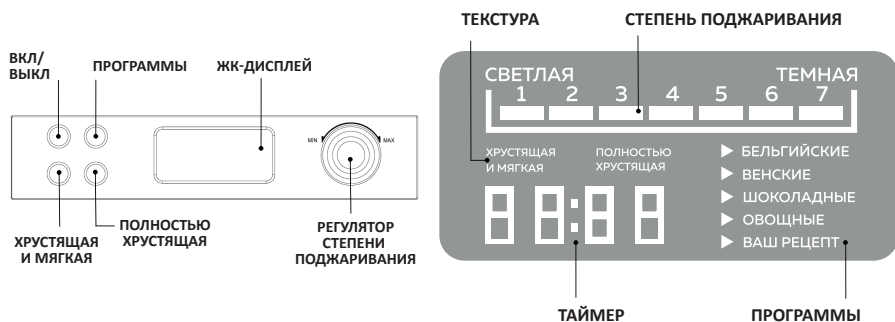 ВКЛ/
ВЫКЛ
ПРОГРАММЫ
ЖК-ДИСПЛЕЙ
MIN
MAX
ХРУСТЯЩАЯ
И МЯГКАЯ
ПОЛНОСТЬЮ
ХРУСТЯЩАЯ
РЕГУЛЯТОР
СТЕПЕНИ
ПОДЖАРИВАНИЯ
ТЕКСТУРА
СТЕПЕНЬ ПОДЖАРИВАНИЯ
СВЕТЛАЯ
ТЕМНАЯ
1 2 3 4 5 6 7
ХРУСТЯЩАЯ
И МЯГКАЯ
ПОЛНОСТЬЮ
ХРУСТЯЩАЯ
88:88
▶ БЕЛЬГИЙСКИЕ
▶ ВЕНСКИЕ
▶ ШОКОЛАДНЫЕ
▶ ОВОЩНЫЕ
▶ ВАШ РЕЦЕПТ
ТАЙМЕР
ПРОГРАММЫ